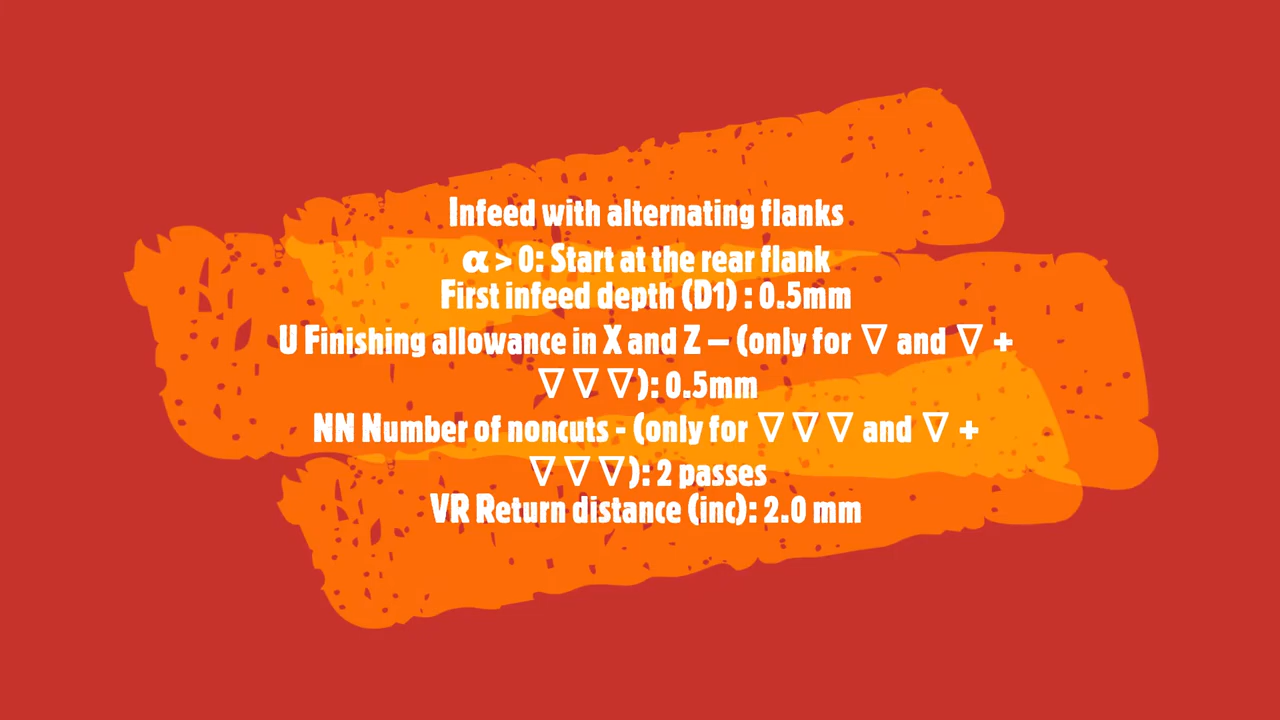 Infeed with alternating flanks
α > 0: Start at the rear flank
First infeed depth (D1) : 0.5mm
U Finishing allowance in X and Z – (only for ∇ and ∇ +
∇ ∇ ∇): 0.5mm
NN Number of noncuts - (only for ∇ ∇ ∇ and ∇ +
∇ ∇ ∇): 2 passes
VR Return distance (inc): 2.0 mm